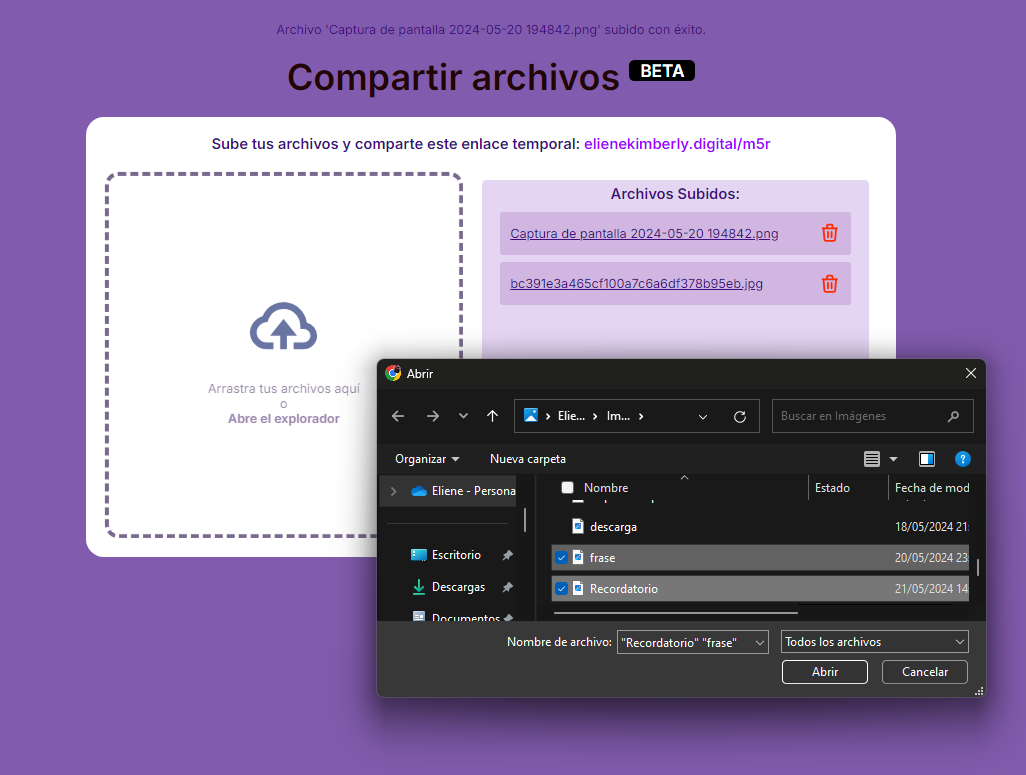 Archivo 'Captura de pantalla 2024-05-20 194842.png' subido con éxito.
Compartir archivos BETA
Sube tus archivos y comparte este enlace temporal: elienekimberly.digital/m5r
Arrastra tus archivos aquí
o
Abre el explorador
Archivos Subidos:
Captura de pantalla 2024-05-20 194842.png
bc391e3a465cf100a7c6a6df378b95eb.jpg
Abrir
Elie... Im...
Buscar en Imágenes
Organizar Nueva carpeta
Eliene - Persona
Escritorio
Descargas
Documentos
Nombre Estado Fecha de mod
descarga 18/05/2024 21:
frase 20/05/2024 23
Recordatorio 21/05/2024 14
Nombre de archivo: "Recordatorio" "frase" Todos los archivos
Abrir Cancelar